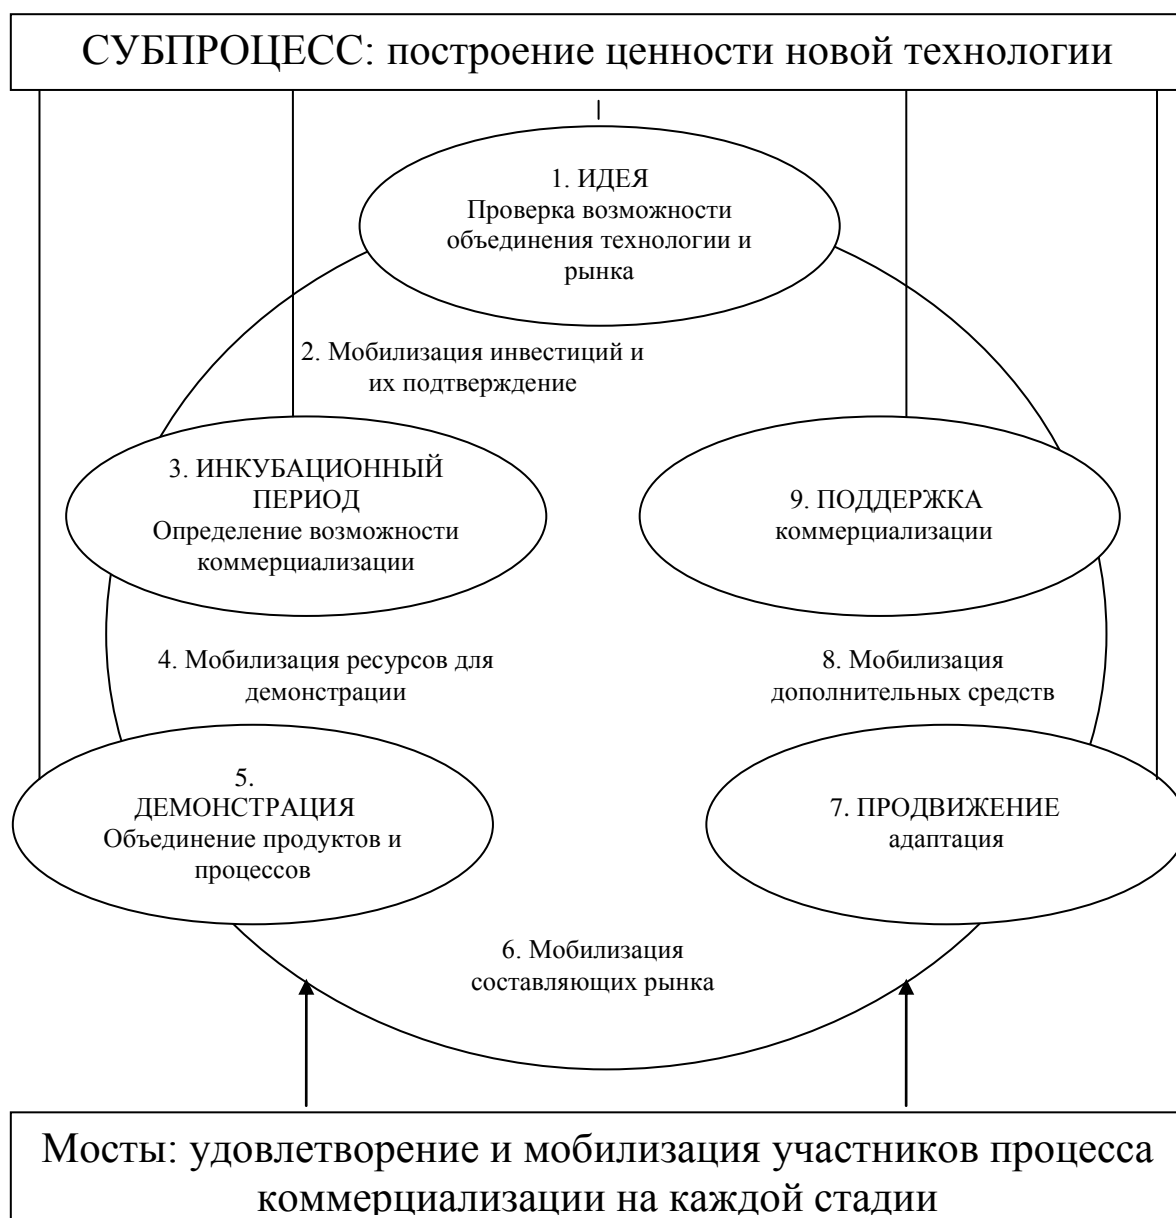 СУБПРОЦЕСС: построение ценности новой технологии
1. ИДЕЯ
Проверка возможности
объединения технологии и
рынка
2. Мобилизация инвестиций и
их подтверждение
3. ИНКУБАЦИОННЫЙ
ПЕРИОД
Определение возможности
коммерциализации
9. ПОДДЕРЖКА
коммерциализации
4. Мобилизация ресурсов для
демонстрации
8. Мобилизация
дополнительных средств
5.
ДЕМОНСТРАЦИЯ
Объединение продуктов и
процессов
7. ПРОДВИЖЕНИЕ
адаптация
6. Мобилизация
составляющих рынка
Мосты: удовлетворение и мобилизация участников процесса
коммерциализации на каждой стадии